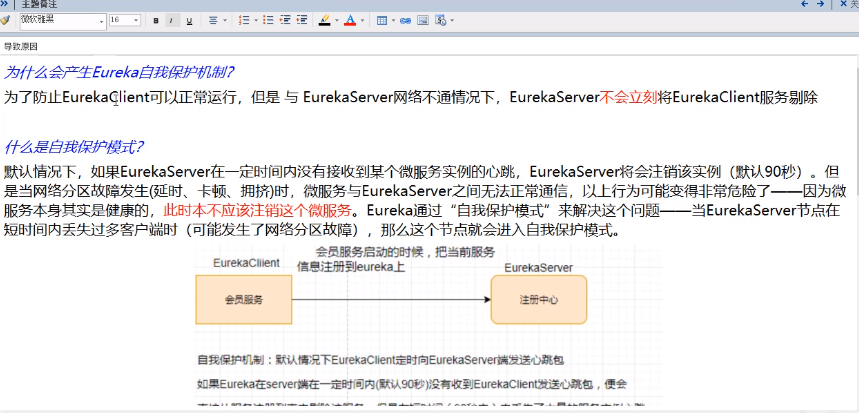 主题备注
微软雅黑
16
B I U
导致原因
为什么会产生Eureka自我保护机制?
为了防止EurekaClient可以正常运行，但是 与 EurekaServer网络不通情况下，EurekaServer不会立刻将EurekaClient服务剔除
什么是自我保护模式?
默认情况下，如果EurekaServer在一定时间内没有接收到某个微服务实例的心跳，EurekaServer将会注销该实例（默认90秒）。但
是当网络分区故障发生(延时、卡顿、拥挤)时，微服务与EurekaServer之间无法正常通信，以上行为可能变得非常危险了——因为微
服务本身其实是健康的，此时本不应该注销这个微服务。Eureka通过“自我保护模式”来解决这个问题——当EurekaServer节点在
短时间内丢失过多客户端时（可能发生了网络分区故障），那么这个节点就会进入自我保护模式。
会员服务启动的时候，把当前服务
信息注册到eureka上
EurekaCliient
EurekaServer
会员服务
注册中心
自我保护机制：默认情况下EurekaClient定时向EurekaServer端发送心跳包
如果Eureka在server端在一定时间内(默认90秒)没有收到EurekaClient发送心跳包，便会